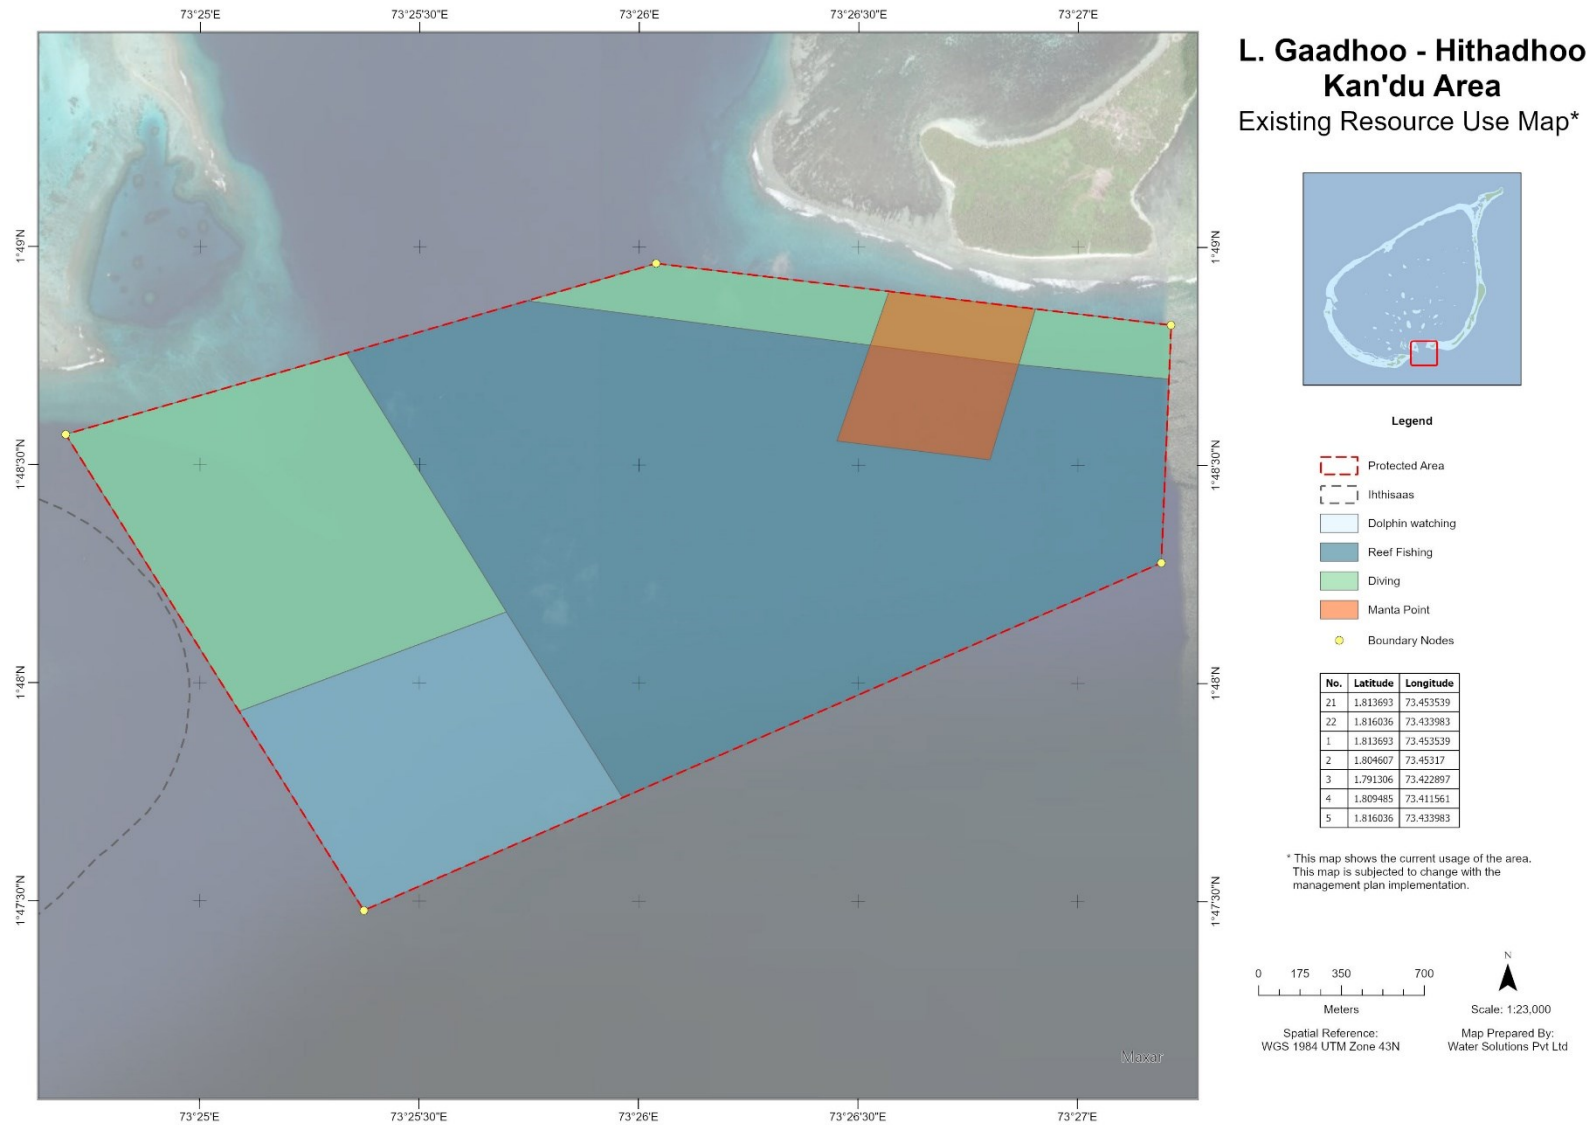 73°25'E 73°25'30"E 73°26'E 73°26'30"E 73°27'E
L. Gaadhoo - Hithadhoo
Kan'du Area
Existing Resource Use Map*
1°49'N 1°49'N
1°48'30"N 1°48'30"N
1°48'N 1°48'N
1°47'30"N 1°47'30"N
Legend
Protected Area
Ihthisaas
Dolphin watching
Reef Fishing
Diving
Manta Point
Boundary Nodes
No. Latitude Longitude
21 1.813693 73.453539
22 1.816036 73.433983
1 1.813693 73.453539
2 1.804607 73.45317
3 1.791306 73.422897
4 1.809485 73.411561
5 1.816036 73.433983
* This map shows the current usage of the area.
This map is subjected to change with the
management plan implementation.
N
0 175 350 700
Meters
Scale: 1:23,000
Spatial Reference:
WGS 1984 UTM Zone 43N
Map Prepared By:
Water Solutions Pvt Ltd
Maxar
73°25'E 73°25'30"E 73°26'E 73°26'30"E 73°27'E